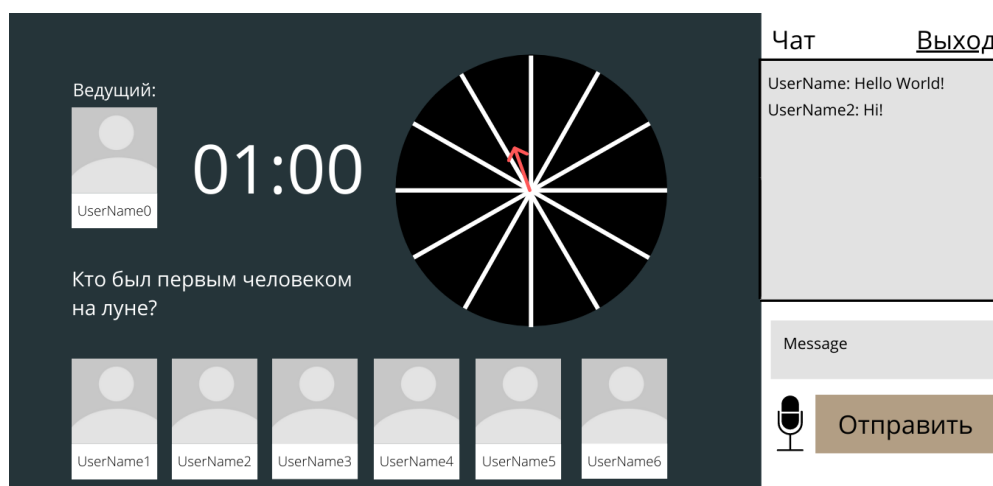 Ведущий:
UserName0
01:00
Кто был первым человеком
на луне?
UserName1
UserName2
UserName3
UserName4
UserName5
UserName6
Чат
Выход
UserName: Hello World!
UserName2: Hi!
Message
Отправить